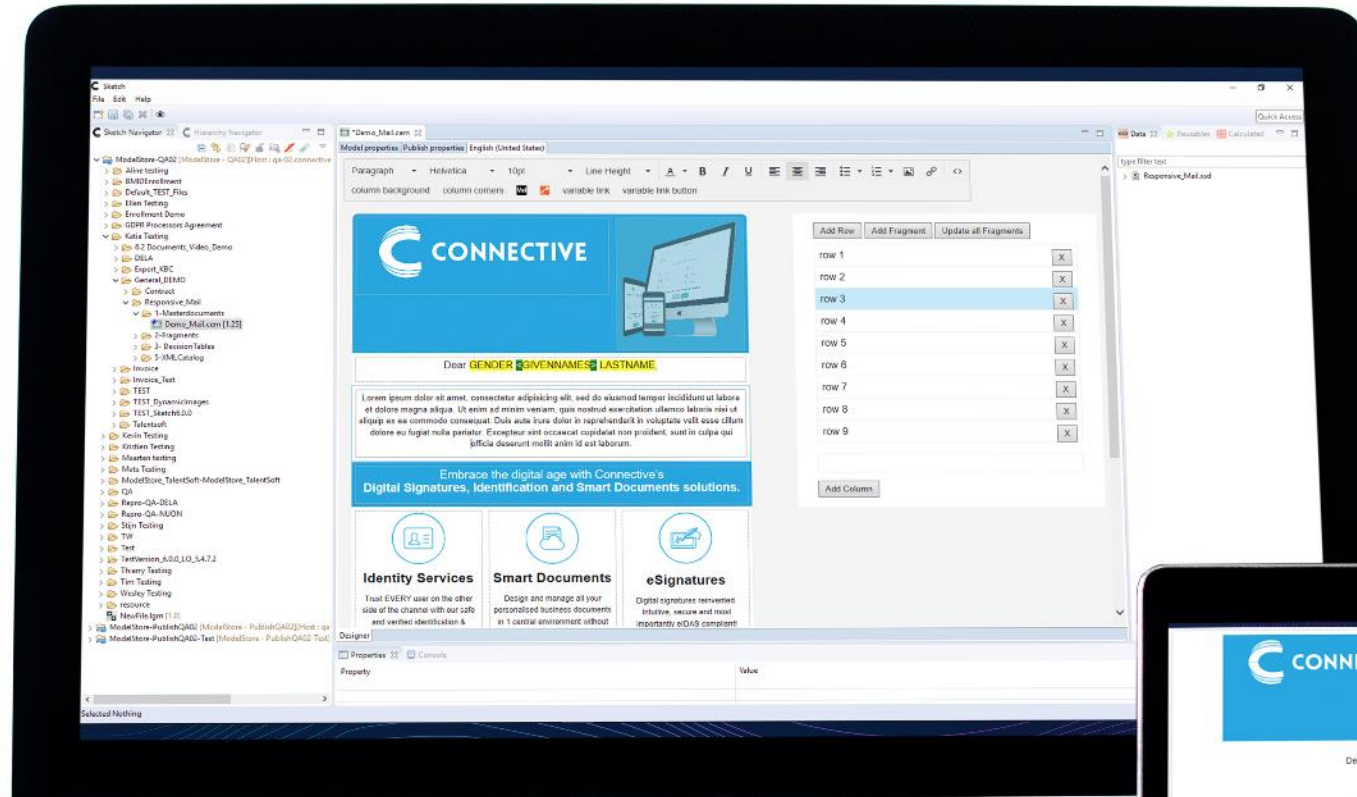 Sketch
File Edit Help
Quick Access
Sketch Navigator
Hierarchy Navigator
ModelStore-QA02 [ModelStore - QA02][Host : qa-02.connective
Aline testing
BMIDEnrollment
Default_TEST_Files
Ellen Testing
Enrollment Demo
GDPR Processors Agreement
Katia Testing
6.2 Documents_Video_Demo
DELA
Export_KBC
General_DEMO
Contract
Responsive_Mail
1-Masterdocuments
Demo_Mail.cem [1.25]
2-Fragments
3- DecisionTables
5-XMLCatalog
Invoice
Invoice_Test
TEST
TEST_DynamicImages
TEST_Sketch6.0.0
Talentsoft
Kevin Testing
Kristien Testing
Maarten testing
Mats Testing
ModelStore_TalentSoft-ModelStore_TalentSoft
QA
Repro-QA-DELA
Repro-QA-NUON
Stijn Testing
TW
Test
TestVersion_6.0.0_LO_5.4.7.2
Thierry Testing
Tim Testing
Wesley Testing
resource
NewFile.lgm [1.0]
ModelStore-PublishQA02 [ModelStore - PublishQA02][Host : qa
ModelStore-PublishQA02-Test [ModelStore - PublishQA02-Test]
Selected Nothing
*Demo_Mail.cem
Model properties Publish properties English (United States)
Paragraph Helvetica 10pt Line Height A B I U
column background column corners variable link variable link button
CONNECTIVE
Dear GENDER <GIVENNAMES> LASTNAME,
Lorem ipsum dolor sit amet, consectetur adipisicing elit, sed do eiusmod tempor incididunt ut labore
et dolore magna aliqua. Ut enim ad minim veniam, quis nostrud exercitation ullamco laboris nisi ut
aliquip ex ea commodo consequat. Duis aute irure dolor in reprehenderit in voluptate velit esse cillum
dolore eu fugiat nulla pariatur. Excepteur sint occaecat cupidatat non proident, sunt in culpa qui
officia deserunt mollit anim id est laborum.
Embrace the digital age with Connective's
Digital Signatures, Identification and Smart Documents solutions.
Identity Services
Trust EVERY user on the other
side of the channel with our safe
and verified identification &
Smart Documents
Design and manage all your
personalised business documents
in 1 central environment without
eSignatures
Digital signatures reinvented.
Intuitive, secure and most
importantly eIDAS compliant!
Add Row Add Fragment Update all Fragments
row 1 X
row 2 X
row 3 X
row 4 X
row 5 X
row 6 X
row 7 X
row 8 X
row 9 X
Add Column
Designer
Properties Console
Property Value
Data Reusables Calculated
type filter text
Responsive_Mail.xsd
CONNE
De